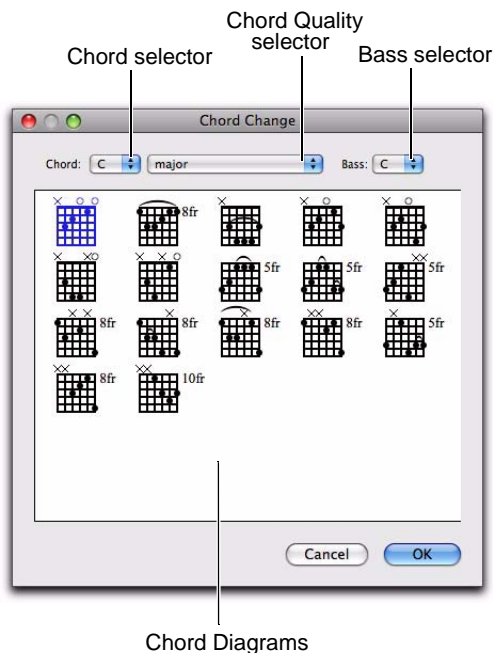 Chord Quality
selector
Chord selector
Bass selector
Chord Change
Chord: C major Bass: C
x o o 8fr x x o x o
x x o x x o 5fr 5fr x x 5fr
x x 8fr x 8fr x 8fr x x 8fr x 5fr
x x 8fr x x 10fr
Cancel OK
Chord Diagrams